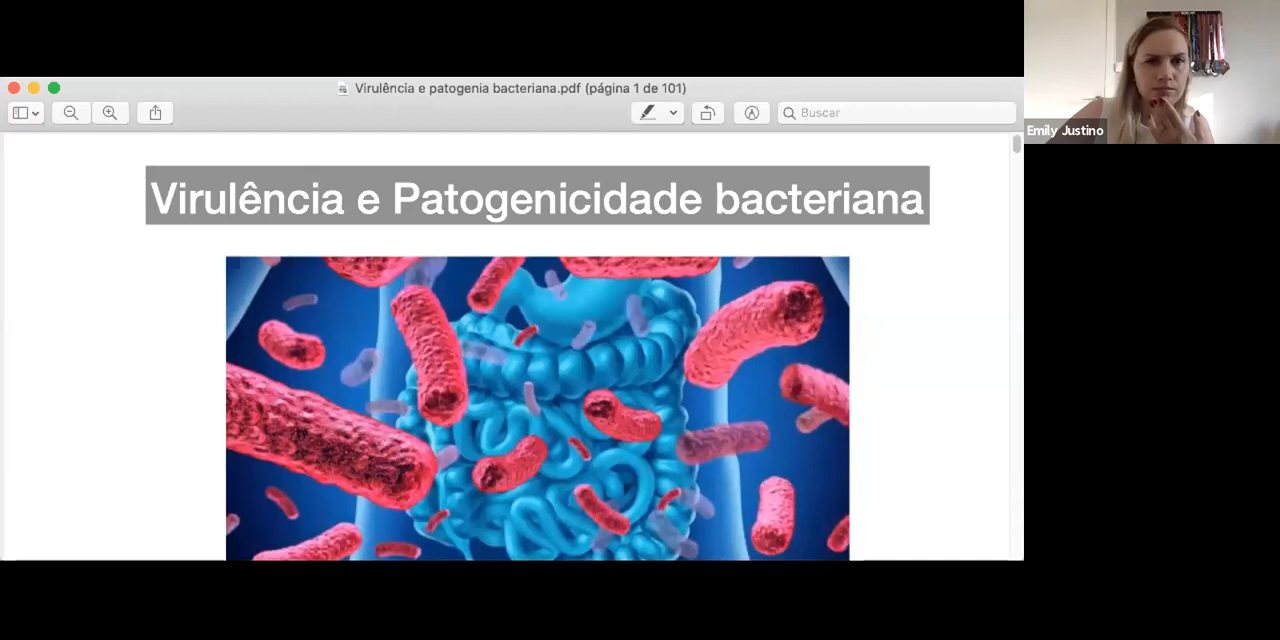 Virulência e patogenia bacteriana.pdf (página 1 de 101)
Buscar
Emily Justino
Virulência e Patogenicidade bacteriana